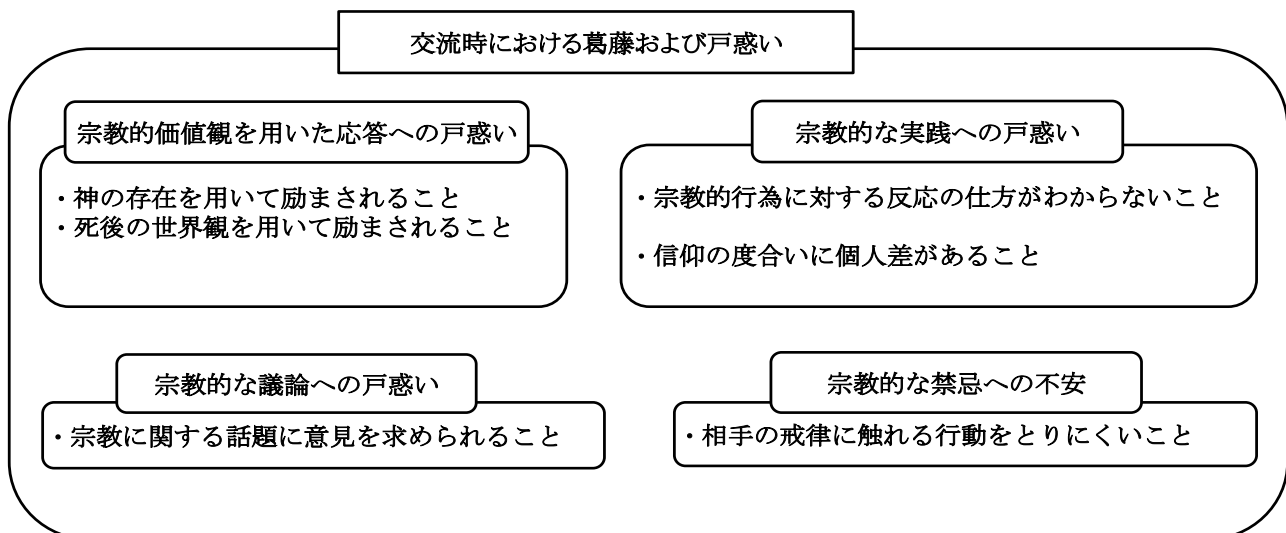 交流時における葛藤および戸惑い
宗教的価値観を用いた応答への戸惑い
・神の存在を用いて励まされること
・死後の世界観を用いて励まされること
宗教的な実践への戸惑い
・宗教的行為に対する反応の仕方がわからないこと
・信仰の度合いに個人差があること
宗教的な議論への戸惑い
・宗教に関する話題に意見を求められること
宗教的な禁忌への不安
・相手の戒律に触れる行動をとりにくいこと